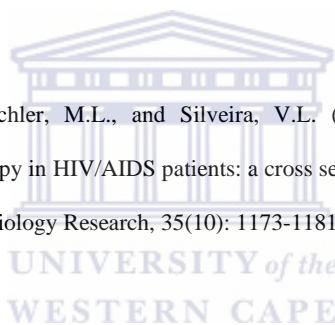 chler, M.L., and Silveira, V.L. (
py in HIV/AIDS patients: a cross se
iology Research, 35(10): 1173-1181
UNIVERSITY of the
WESTERN CAPE